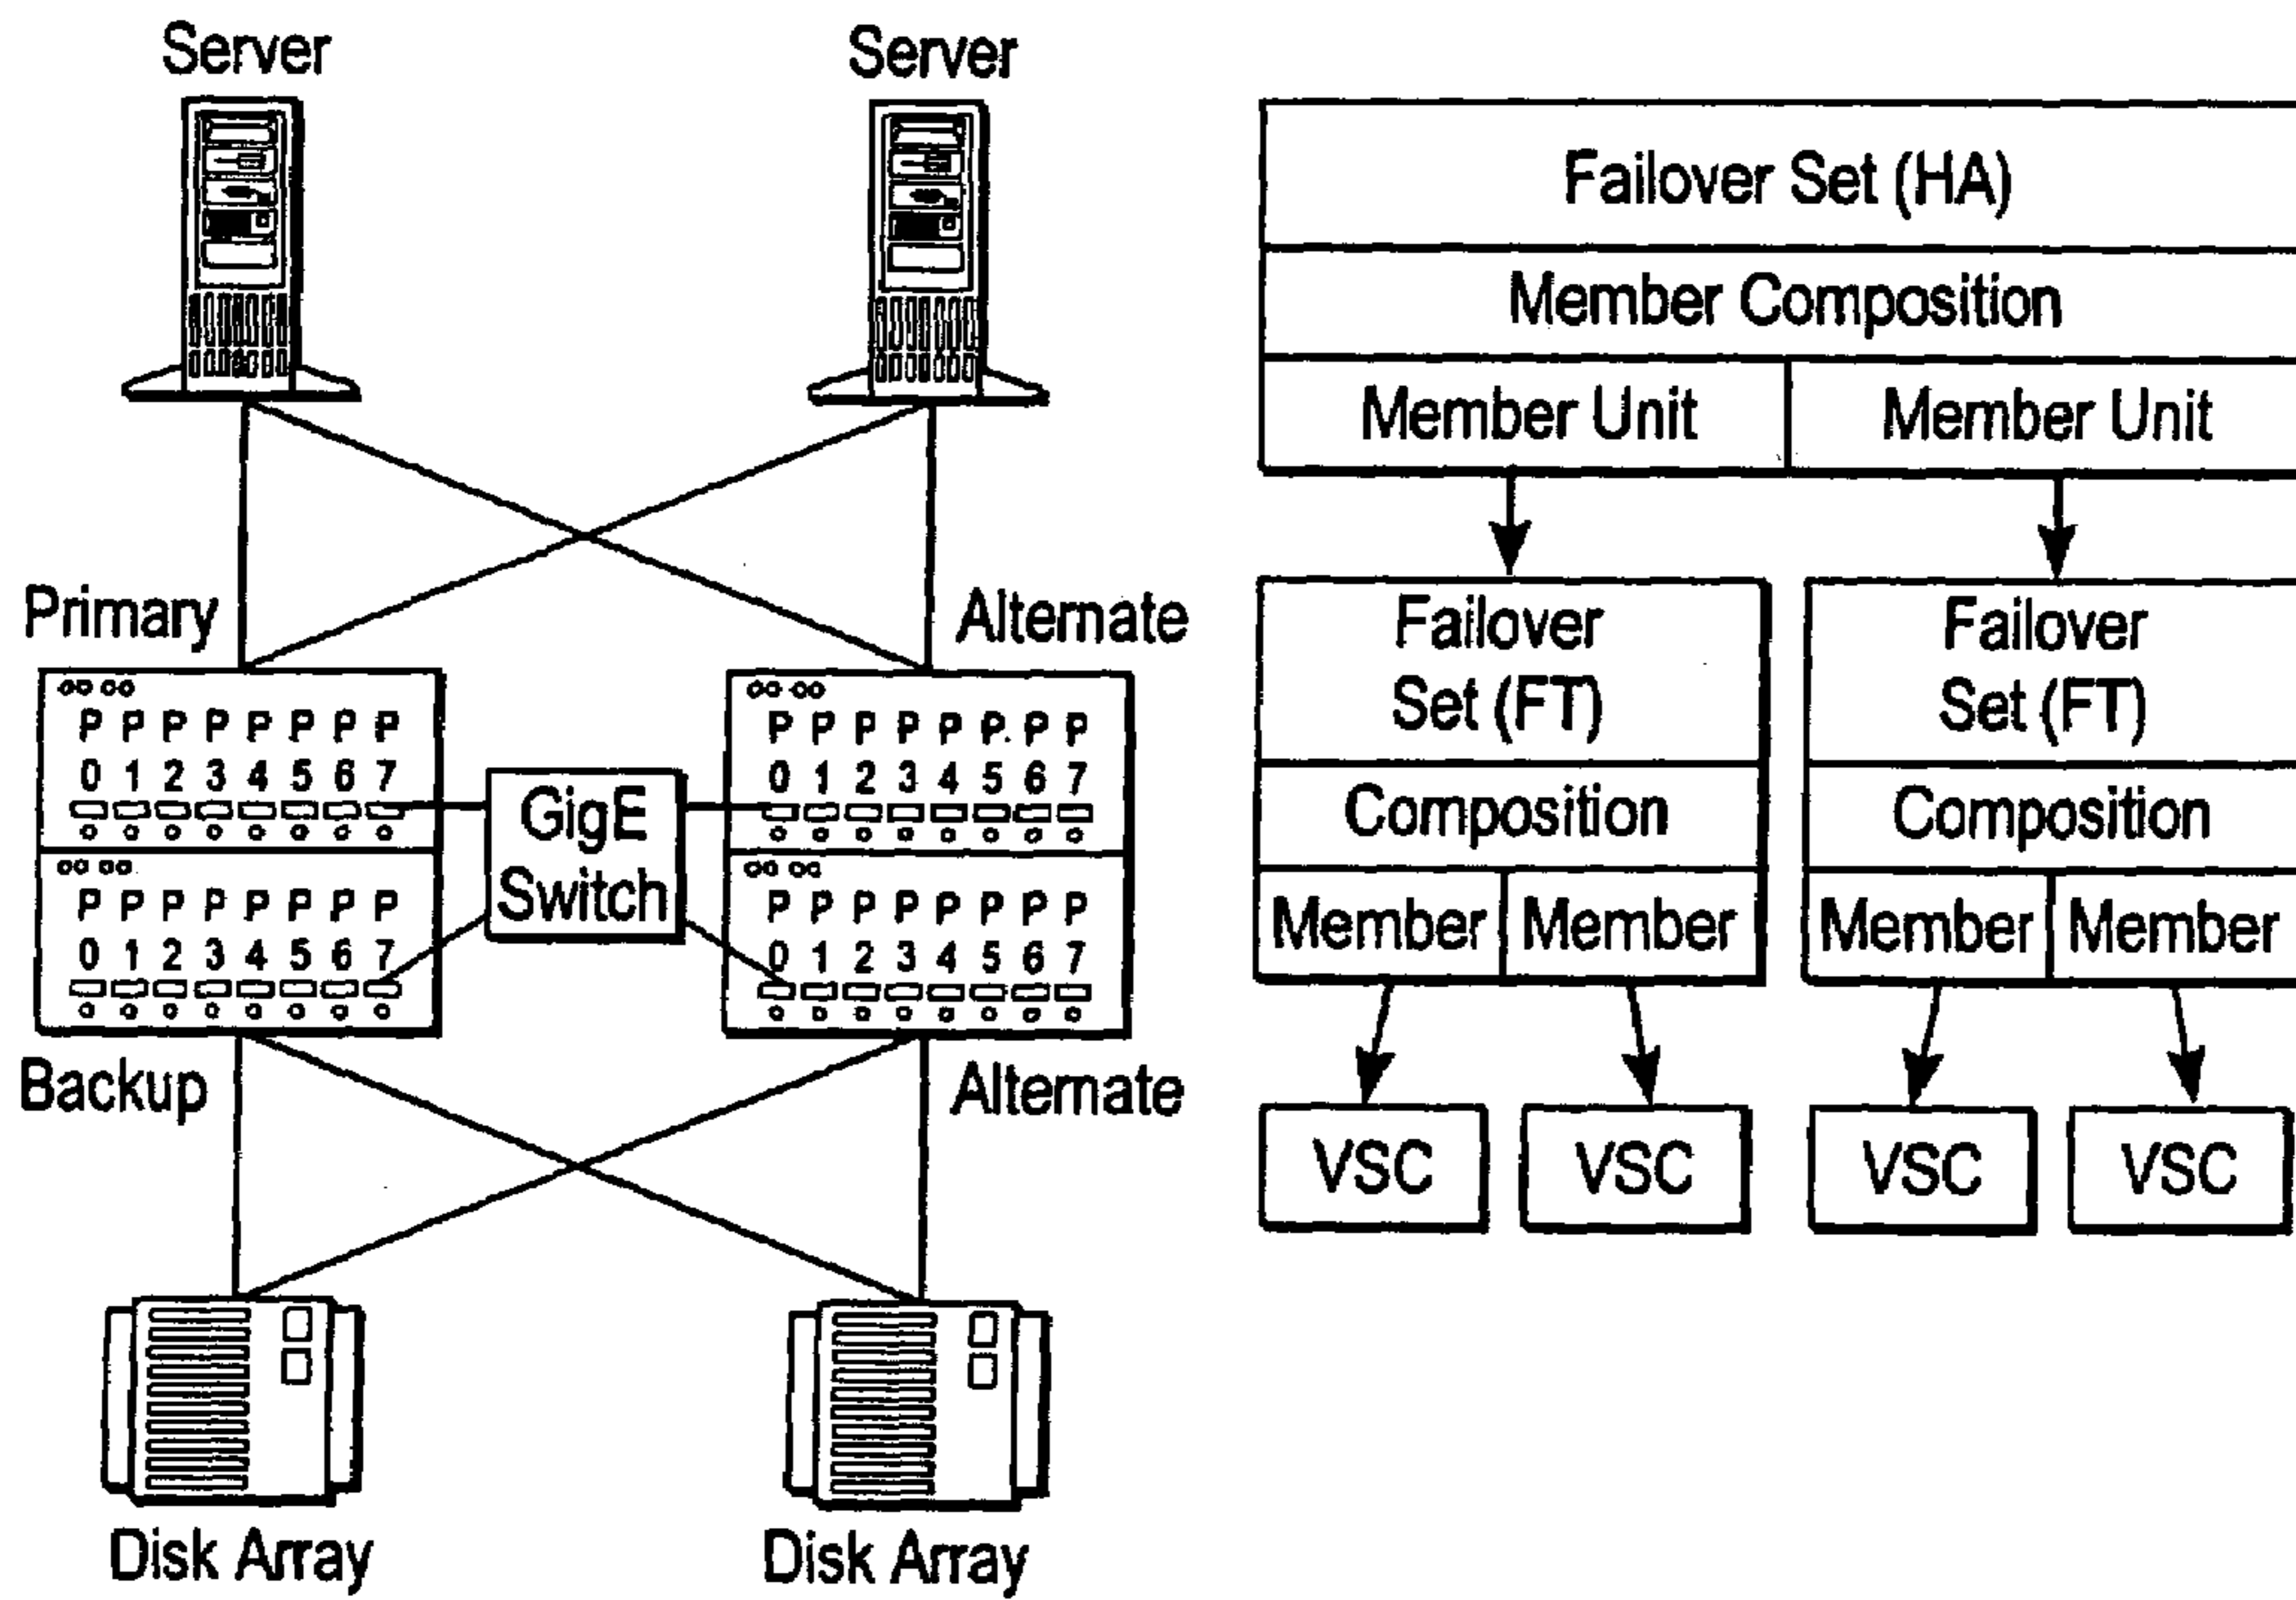 Server
Server
Primary
Alternate
P P P P P P P P
0 1 2 3 4 5 6 7
P P P P P P P P
0 1 2 3 4 5 6 7
GigE
Switch
P P P P P P P P
0 1 2 3 4 5 6 7
P P P P P P P P
0 1 2 3 4 5 6 7
Backup
Alternate
Disk Array
Disk Array
Failover Set (HA)
Member Composition
Member Unit
Member Unit
Failover
Set (FT)
Composition
Member
Member
Failover
Set (FT)
Composition
Member
Member
VSC
VSC
VSC
VSC